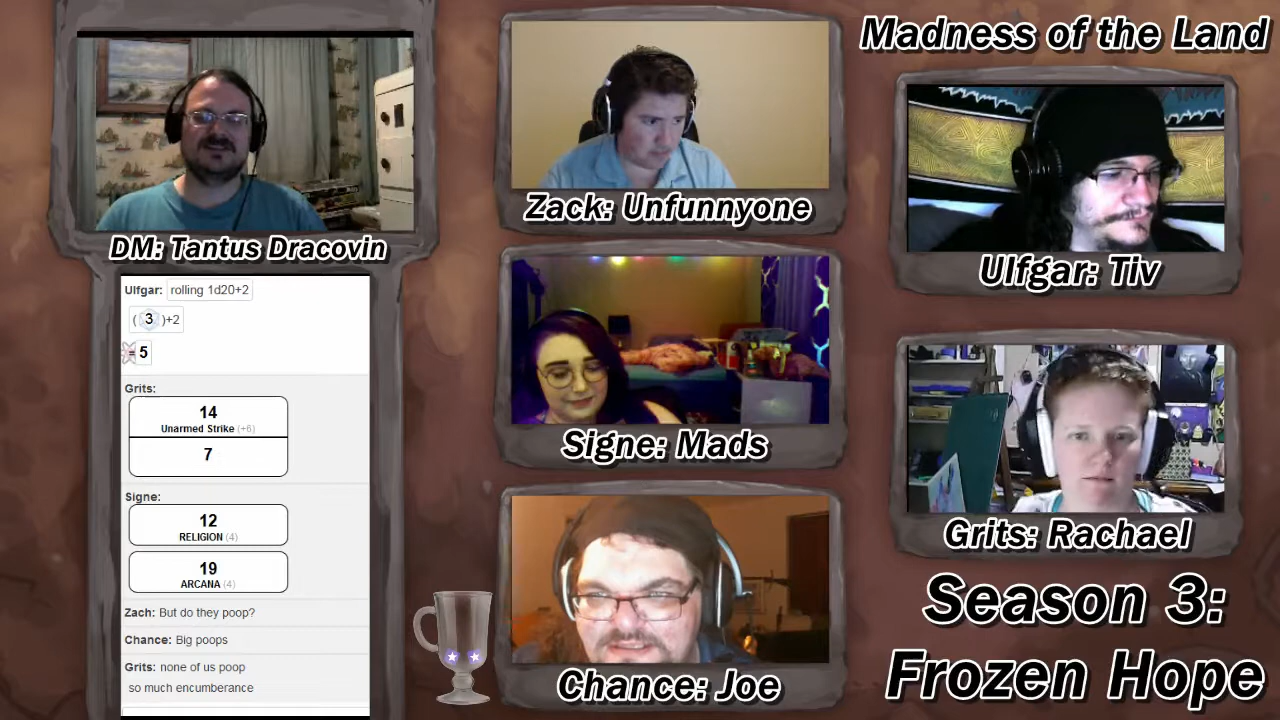 Madness of the Land
DM: Tantus Dracovin
Zack: Unfunnyone
Ulfgar: Tiv
Signe: Mads
Grits: Rachael
Chance: Joe
Season 3:
Frozen Hope
Ulfgar: rolling 1d20+2
( 3 )+2
= 5
Grits:
14
Unarmed Strike (+6)
7
Signe:
12
RELIGION (4)
19
ARCANA (4)
Zach: But do they poop?
Chance: Big poops
Grits: none of us poop
so much encumberance